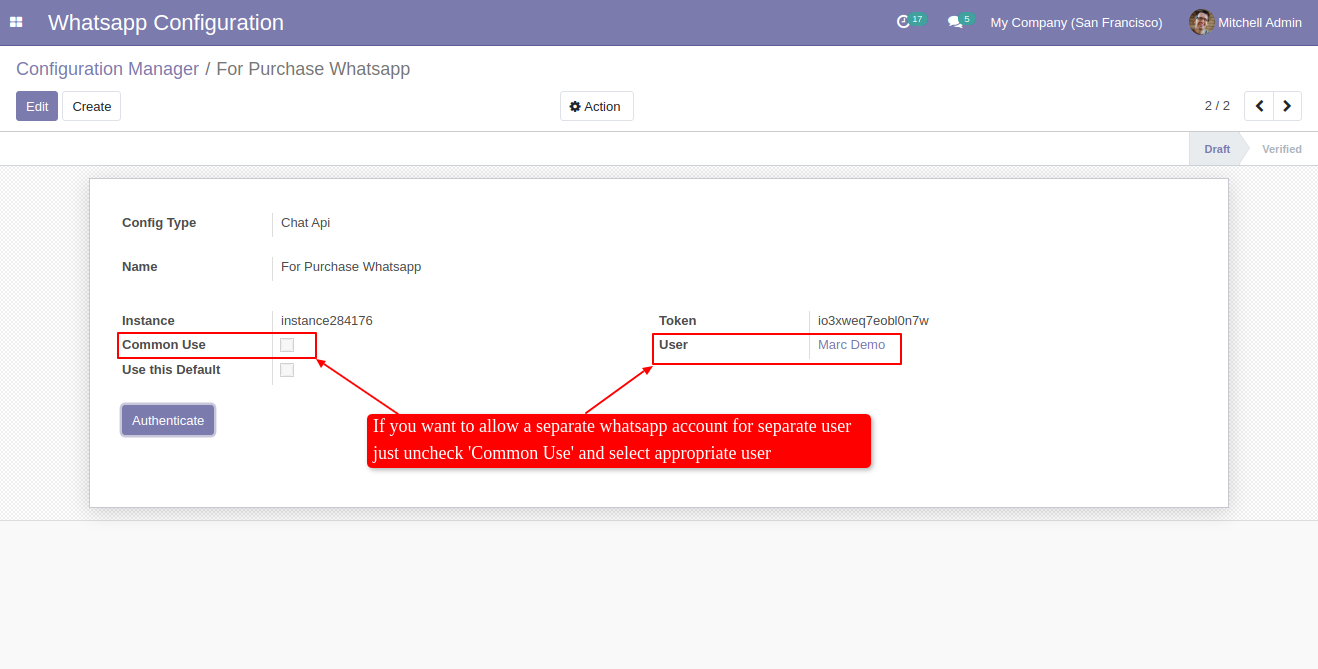 Whatsapp Configuration
17
5
My Company (San Francisco)
Mitchell Admin
Configuration Manager / For Purchase Whatsapp
Edit
Create
Action
2 / 2
Draft
Verified
Config Type
Chat Api
Name
For Purchase Whatsapp
Instance
instance284176
Token
io3xweq7eobl0n7w
Common Use
User
Marc Demo
Use this Default
Authenticate
If you want to allow a separate whatsapp account for separate user
just uncheck 'Common Use' and select appropriate user